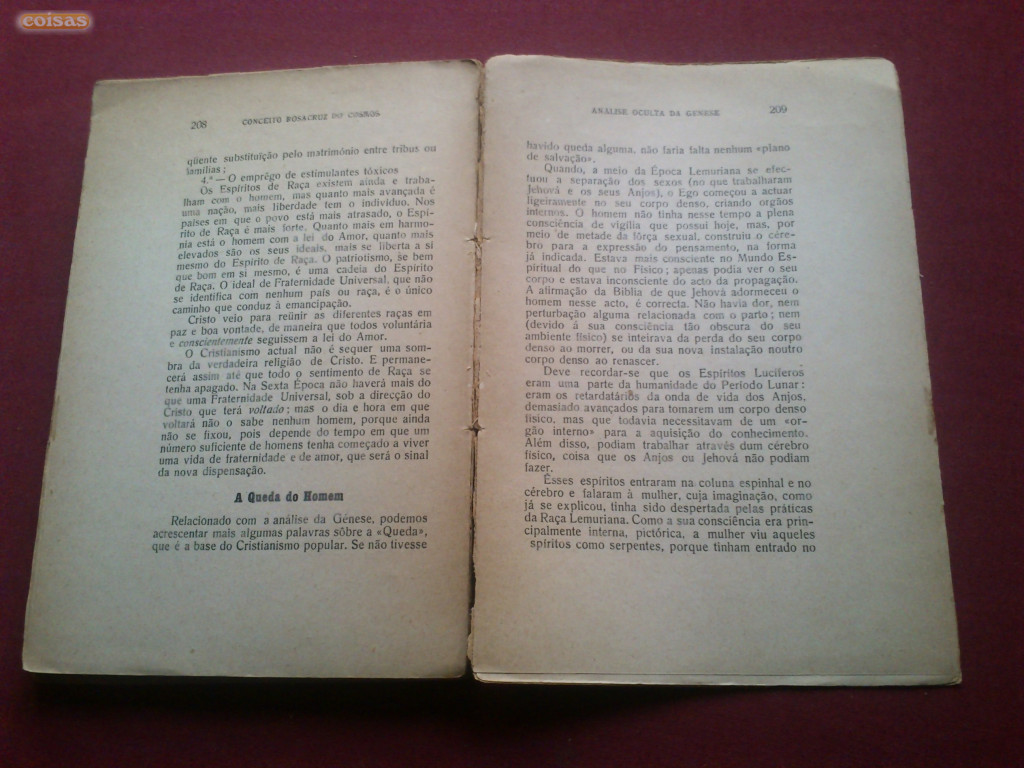 coisas
208 CONCEITO ROSACRUZ DO COSMOS
qüente substituição pelo matrimónio entre tribus ou
famílias;
4.º — O emprêgo de estimulantes tóxicos
Os Espíritos de Raça existem ainda e traba-
lham com o homem, mas quanto mais avançada é
uma nação, mais liberdade tem o indivíduo. Nos
países em que o povo está mais atrasado, o Espí-
rito de Raça é mais forte. Quanto mais em harmo-
nia está o homem com a lei do Amor, quanto mais
elevados são os seus ideais, mais se liberta a si
mesmo do Espírito de Raça. O patriotismo, se bem
que bom em si mesmo, é uma cadeia do Espírito
de Raça. O ideal de Fraternidade Universal, que não
se identifica com nenhum país ou raça, é o único
caminho que conduz à emancipação.
Cristo veio para reünir as diferentes raças em
paz e boa vontade, de maneira que todos voluntária
e conscientemente seguissem a lei do Amor.
O Cristianismo actual não é sequer uma som-
bra da verdadeira religião de Cristo. E permane-
cerá assim até que todo o sentimento de Raça se
tenha apagado. Na Sexta Época não haverá mais do
que uma Fraternidade Universal, sob a direcção do
Cristo que terá voltado; mas o dia e hora em que
voltará não o sabe nenhum homem, porque ainda
não se fixou, pois depende do tempo em que um
número suficiente de homens tenha começado a viver
uma vida de fraternidade e de amor, que será o sinal
da nova dispensação.
A Queda do Homem
Relacionado com a análise da Génese, podemos
acrescentar mais algumas palavras sôbre a «Queda»,
que é a base do Cristianismo popular. Se não tivesse
ANÁLISE OCULTA DA GÉNESE 209
havido queda alguma, não faria falta nenhum «plano
de salvação».
Quando, a meio da Época Lemuriana se efec-
tuou a separação dos sexos (no que trabalharam
Jehová e os seus Anjos), o Ego começou a actuar
ligeiramente no seu corpo denso, criando orgãos
internos. O homem não tinha nesse tempo a plena
consciência de vigília que possui hoje, mas, por
meio de metade da fôrça sexual, construíu o cére-
bro para a expressão do pensamento, na forma
já indicada. Estava mais consciente no Mundo Es-
piritual do que no Físico; apenas podia ver o seu
corpo e estava inconsciente do acto da propagação.
A afirmação da Bíblia de que Jehová adormeceu o
homem nesse acto, é correcta. Não havia dor, nem
perturbação alguma relacionada com o parto; nem
(devido á sua consciência tão obscura do seu
ambiente físico) se inteirava da perda do seu corpo
denso ao morrer, ou da sua nova instalação noutro
corpo denso ao renascer.
Deve recordar-se que os Espíritos Lucíferos
eram uma parte da humanidade do Período Lunar:
eram os retardatários da onda de vida dos Anjos,
demasiado avançados para tomarem um corpo denso
físico, mas que todavia necessitavam de um «or-
gão interno» para a aquisição do conhecimento.
Além disso, podiam trabalhar através dum cérebro
físico, coisa que os Anjos ou Jehová não podiam
fazer.
Êsses espíritos entraram na coluna espinhal e no
cérebro e falaram à mulher, cuja imaginação, como
já se explicou, tinha sido despertada pelas práticas
da Raça Lemuriana. Como a sua consciência era prin-
cipalmente interna, pictórica, a mulher viu aqueles
spíritos como serpentes, porque tinham entrado no